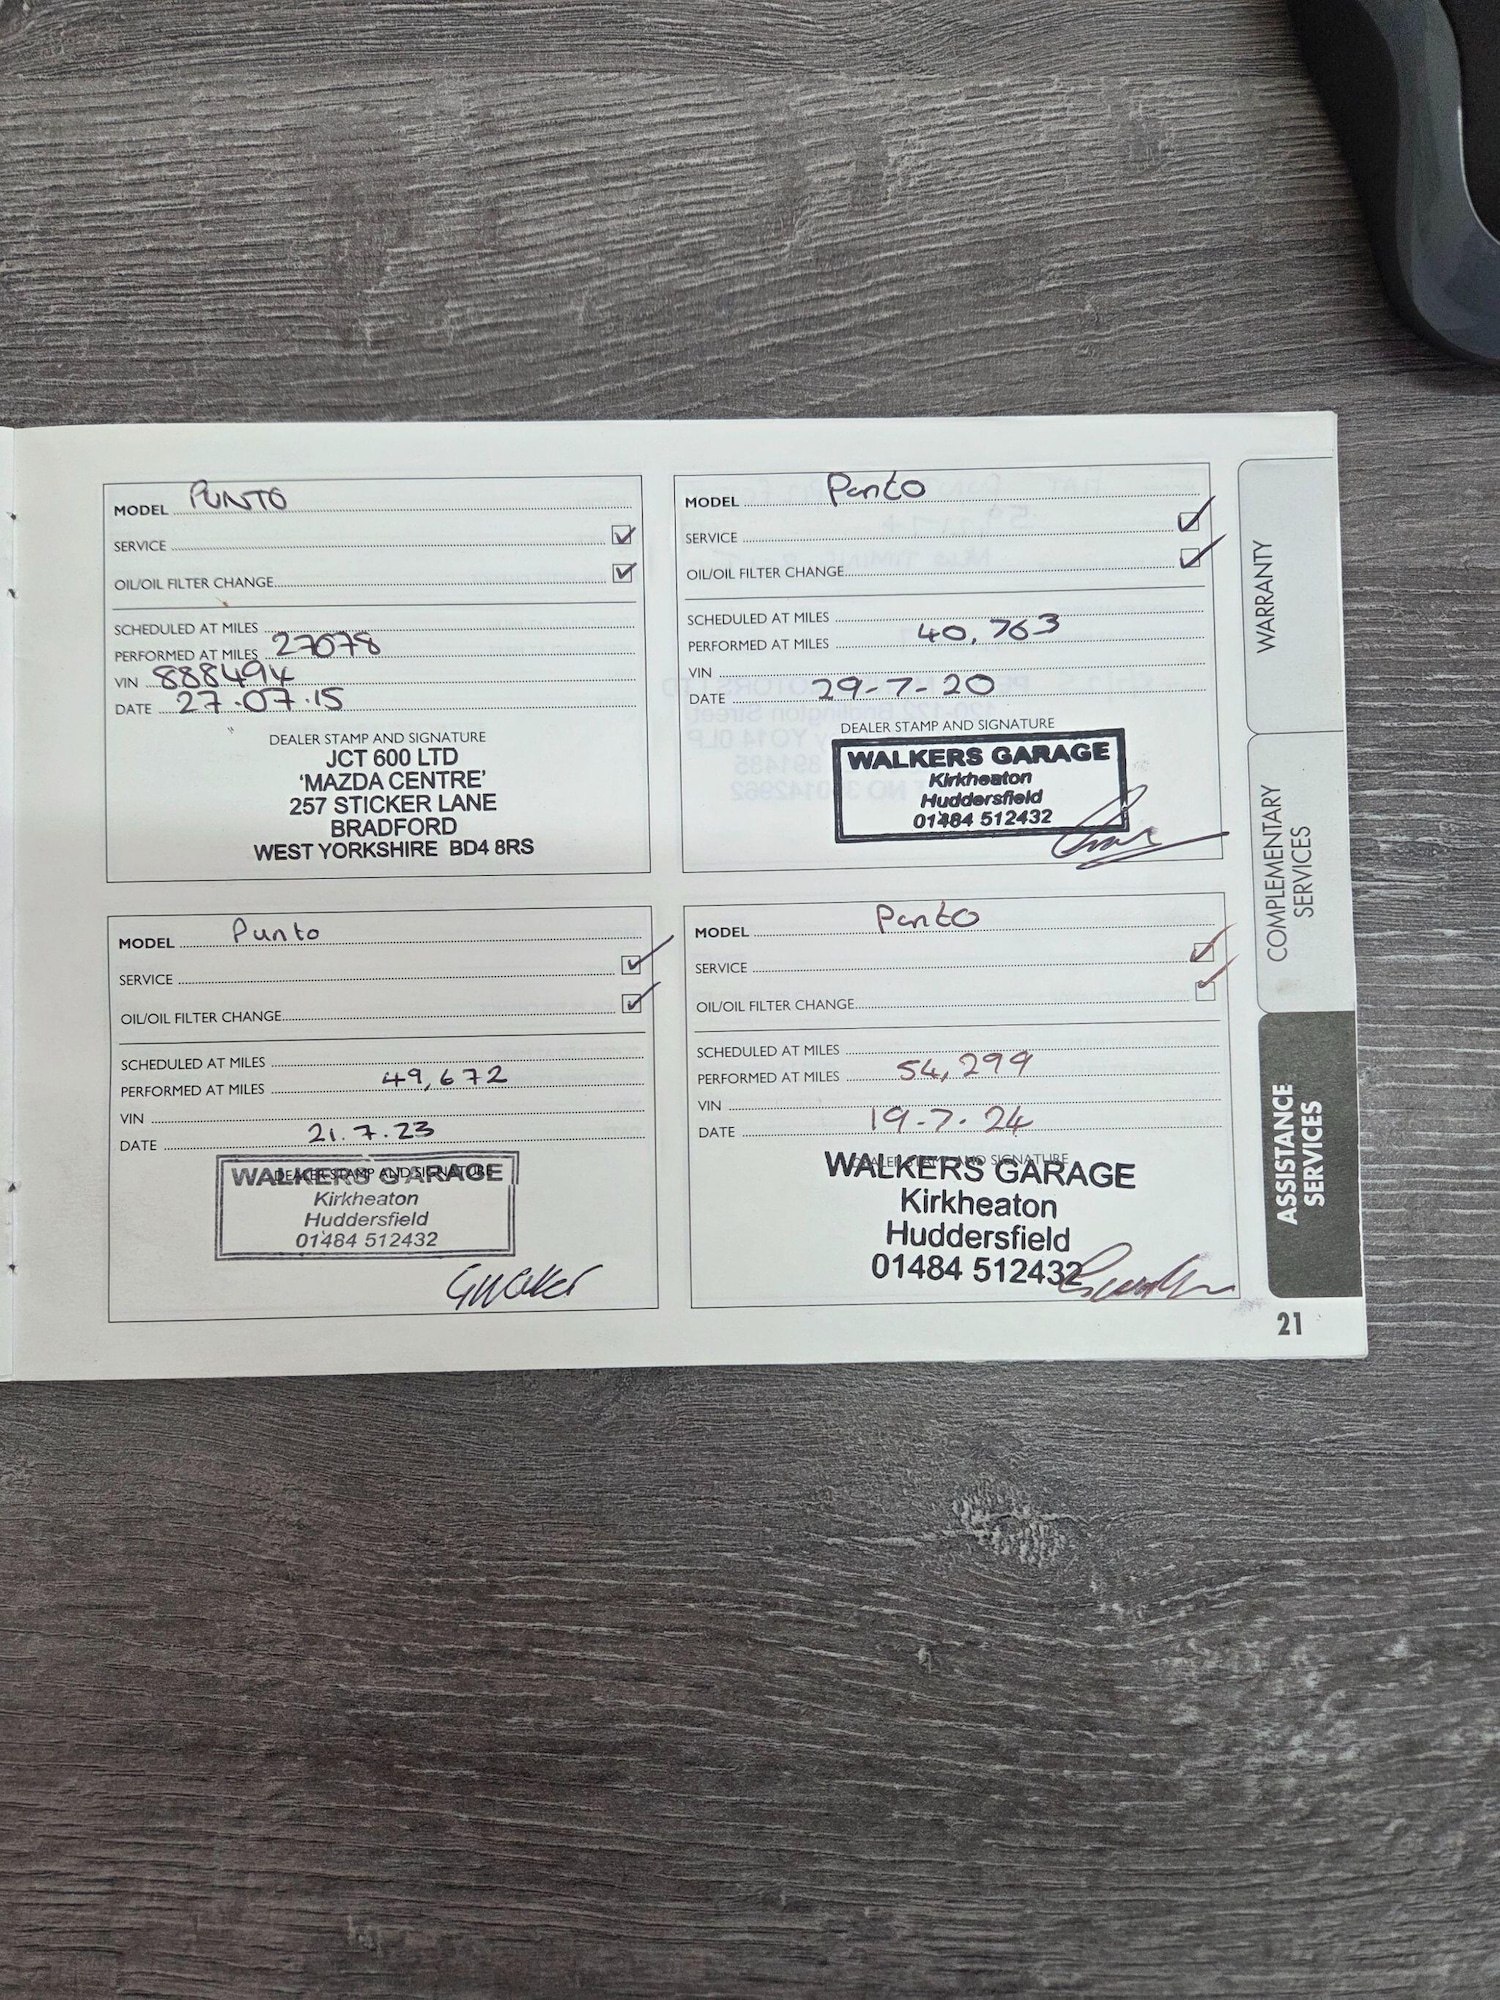 MODEL PUNTO
SERVICE
OIL/OIL FILTER CHANGE
SCHEDULED AT MILES
PERFORMED AT MILES 27078
VIN 888494
DATE 27.07.15
DEALER STAMP AND SIGNATURE
JCT 600 LTD
'MAZDA CENTRE'
257 STICKER LANE
BRADFORD
WEST YORKSHIRE BD4 8RS
MODEL Punto
SERVICE
OIL/OIL FILTER CHANGE
SCHEDULED AT MILES
PERFORMED AT MILES 40,763
VIN
DATE 29-7-20
DEALER STAMP AND SIGNATURE
WALKERS GARAGE
Kirkheaton
Huddersfield
01484 512432
MODEL Punto
SERVICE
OIL/OIL FILTER CHANGE
SCHEDULED AT MILES
PERFORMED AT MILES 49,672
VIN
DATE 21.7.23
DEALER STAMP AND SIGNATURE
WALKERS GARAGE
Kirkheaton
Huddersfield
01484 512432
GWalker
MODEL Punto
SERVICE
OIL/OIL FILTER CHANGE
SCHEDULED AT MILES
PERFORMED AT MILES 54,299
VIN
DATE 19-7-24
DEALER STAMP AND SIGNATURE
WALKERS GARAGE
Kirkheaton
Huddersfield
01484 512432
WARRANTY
COMPLEMENTARY
SERVICES
ASSISTANCE
SERVICES
21